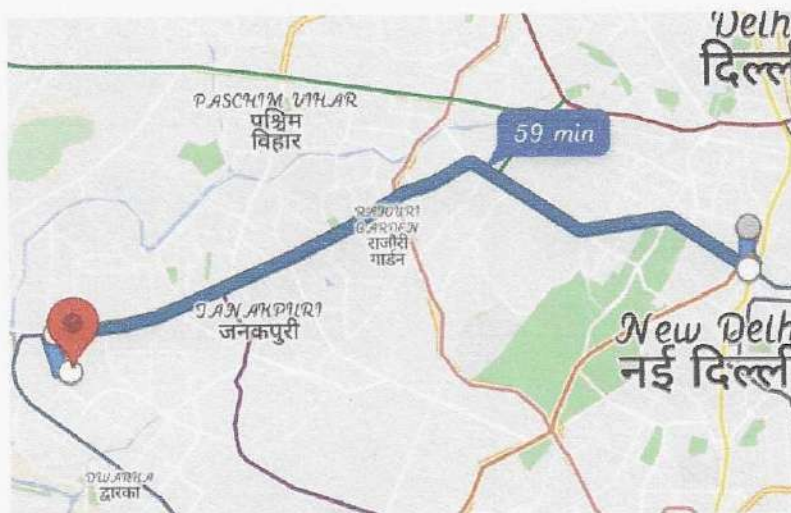 Delh
दिल्ल
PASCHIM VIHAR
पश्चिम
विहार
59 min
RAJOURI
GARDEN
राजौरी
गार्डन
JANAKPURI
जनकपुरी
New Delh
नई दिल्ल
DWARKA
द्वारका